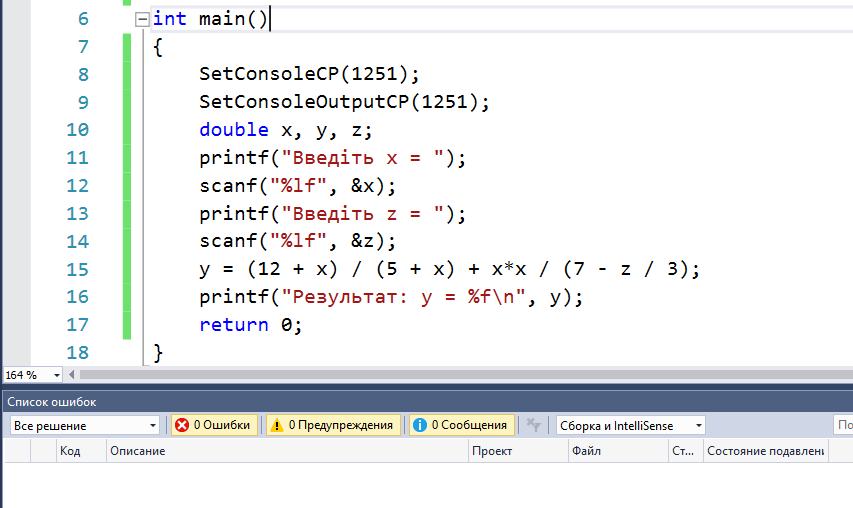 6 int main()
7 {
8 SetConsoleCP(1251);
9 SetConsoleOutputCP(1251);
10 double x, y, z;
11 printf("Введіть x = ");
12 scanf("%lf", &x);
13 printf("Введіть z = ");
14 scanf("%lf", &z);
15 y = (12 + x) / (5 + x) + x*x / (7 - z / 3);
16 printf("Результат: y = %f\n", y);
17 return 0;
18 }
164 %
Список ошибок
Все решение 0 Ошибки 0 Предупреждения 0 Сообщения Сборка и IntelliSense По
Код Описание Проект Файл Ст... Состояние подавлени